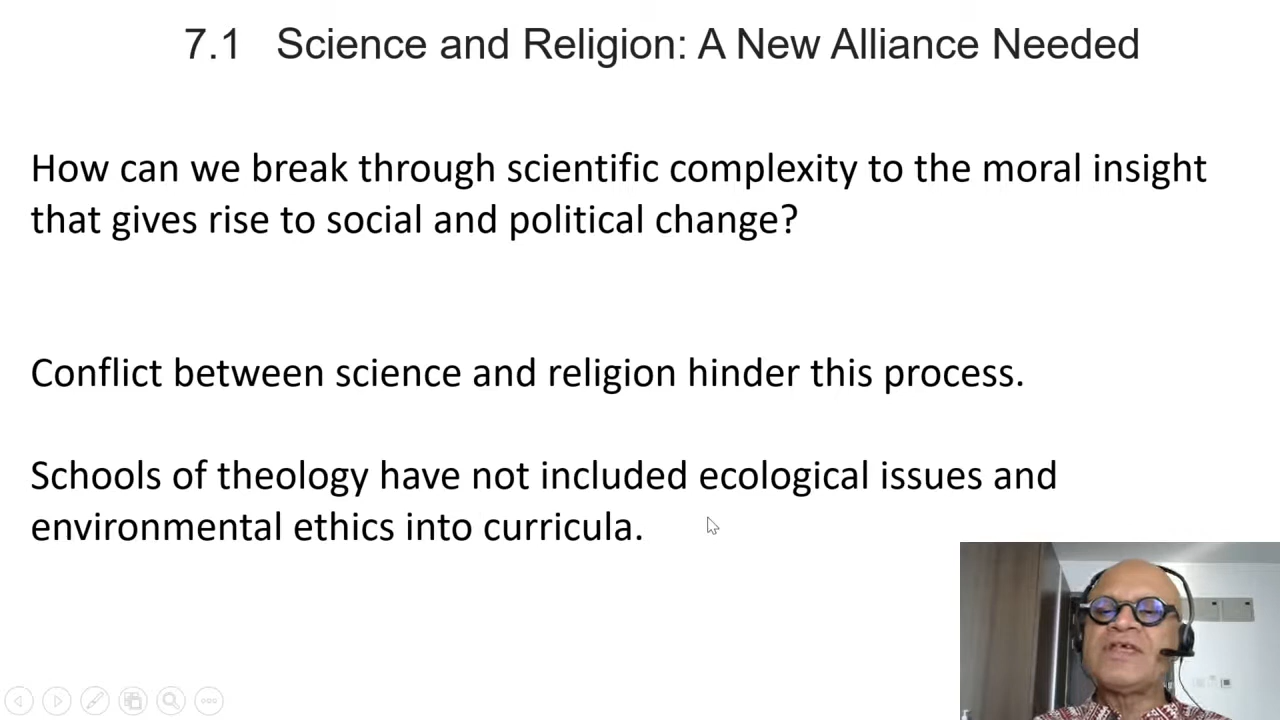 7.1 Science and Religion: A New Alliance Needed
How can we break through scientific complexity to the moral insight
that gives rise to social and political change?
Conflict between science and religion hinder this process.
Schools of theology have not included ecological issues and
environmental ethics into curricula.